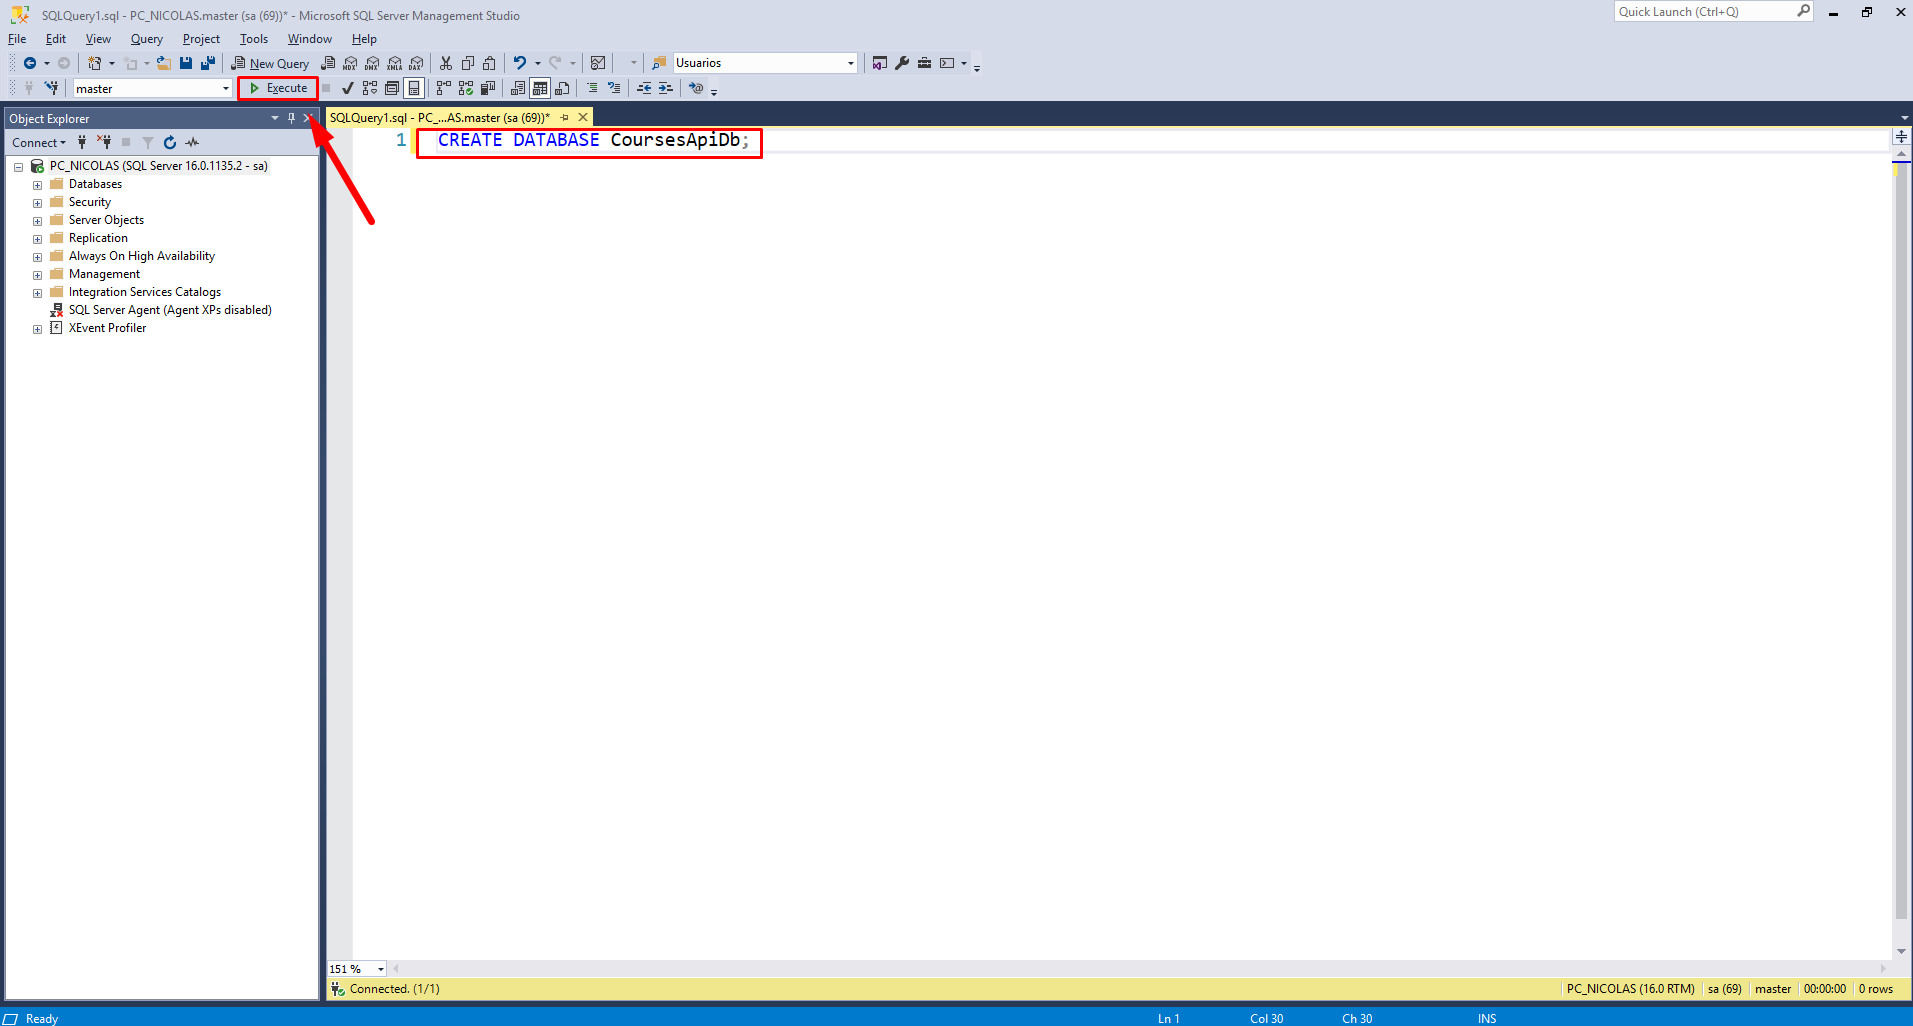 SQLQuery1.sql - PC_NICOLAS.master (sa (69))* - Microsoft SQL Server Management Studio
Quick Launch (Ctrl+Q)
File Edit View Query Project Tools Window Help
New Query
MDX DMX XMLA DAX
Usuarios
master
Execute
Object Explorer
SQLQuery1.sql - PC_...AS.master (sa (69))*
Connect
1 CREATE DATABASE CoursesApiDb;
PC_NICOLAS (SQL Server 16.0.1135.2 - sa)
Databases
Security
Server Objects
Replication
Always On High Availability
Management
Integration Services Catalogs
SQL Server Agent (Agent XPs disabled)
XEvent Profiler
151 %
Connected. (1/1)
PC_NICOLAS (16.0 RTM) sa (69) master 00:00:00 0 rows
Ready
Ln 1 Col 30 Ch 30 INS